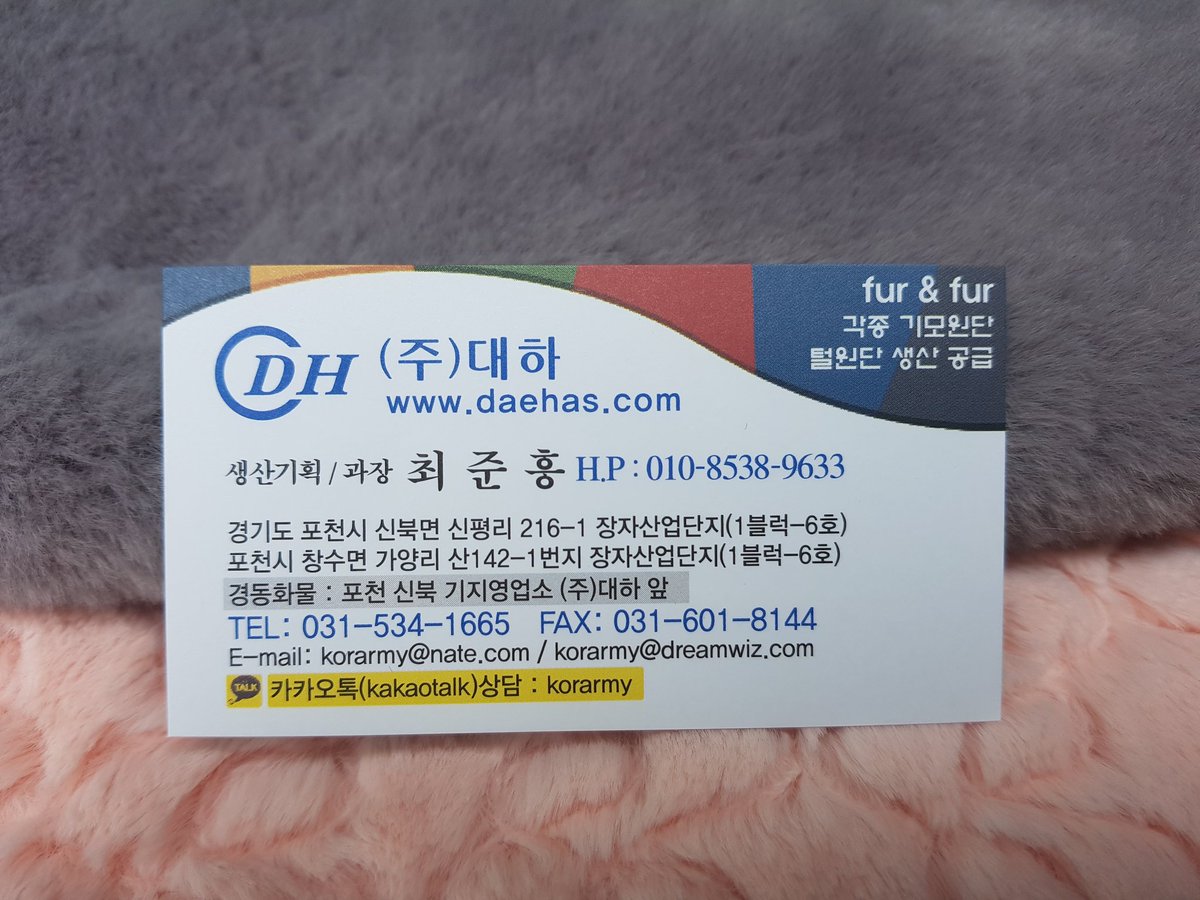 fur & fur
각종 기모원단
털원단 생산 공급
DH (주)대하
www.daehas.com
생산기획 / 과장 최 준 흥 H.P : 010-8538-9633
경기도 포천시 신북면 신평리 216-1 장자산업단지(1블럭-6호)
포천시 창수면 가양리 산142-1번지 장자산업단지(1블럭-6호)
경동화물 : 포천 신북 기지영업소 (주)대하 앞
TEL: 031-534-1665 FAX: 031-601-8144
E-mail: korarmy@nate.com / korarmy@dreamwiz.com
TALK 카카오톡(kakaotalk)상담 : korarmy